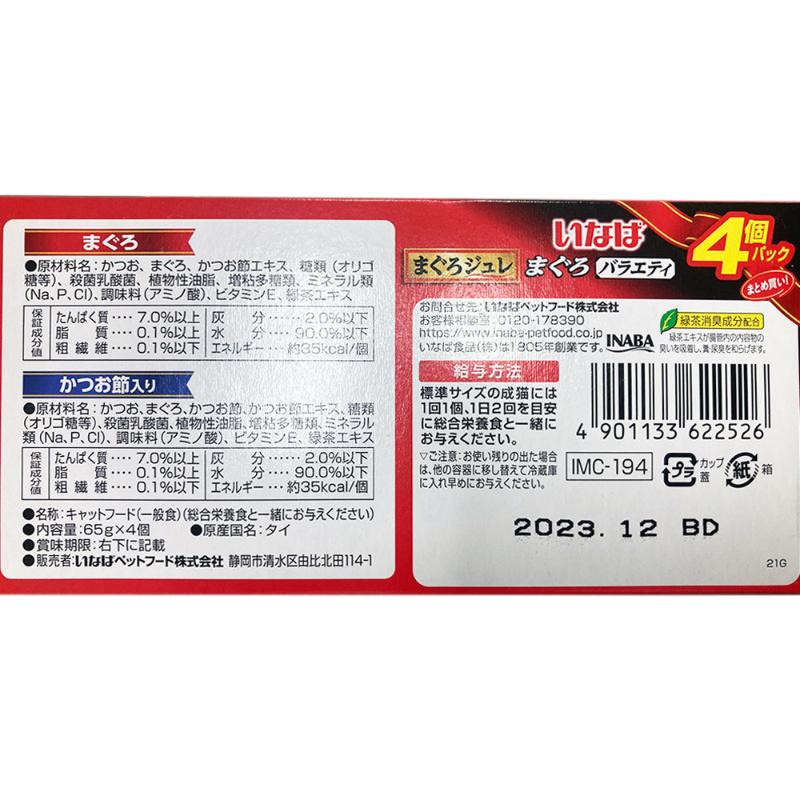 まぐろ
●原材料名:かつお、まぐろ、かつお節エキス、糖類(オリゴ
糖等)、殺菌乳酸菌、植物性油脂、増粘多糖類、ミネラル類
(Na、P、Cl)、調味料(アミノ酸)、ビタミンE、緑茶エキス
保証成分値
たんぱく質‥‥7.0%以上 灰分‥‥‥‥2.0%以下
脂質‥‥0.1%以上 水分‥‥‥90.0%以下
粗繊維‥‥0.1%以下 エネルギー‥‥約35kcal/個
かつお節入り
●原材料名:かつお、まぐろ、かつお節、かつお節エキス、糖類
(オリゴ糖等)、殺菌乳酸菌、植物性油脂、増粘多糖類、ミネラル
類(Na、P、Cl)、調味料(アミノ酸)、ビタミンE、緑茶エキス
保証成分値
たんぱく質‥‥7.0%以上 灰分‥‥‥‥2.0%以下
脂質‥‥0.1%以上 水分‥‥‥90.0%以下
粗繊維‥‥0.1%以下 エネルギー‥‥約35kcal/個
●名称:キャットフード(一般食)(総合栄養食と一緒にお与えください)
●内容量:65g×4個 ●原産国名:タイ
●賞味期限:右下に記載
●販売者:いなばペットフード株式会社 静岡市清水区由比北田114-1
いなば
4個パック
まとめ買い!
まぐろジュレ まぐろ バラエティ
お問合せ先:いなばペットフード株式会社
お客様相談室:0120-178390
https://www.inaba-petfood.co.jp
いなば食品(株)は1805年創業です。
INABA
緑茶消臭成分配合
緑茶エキスが腸管内の内容物の
臭いを吸着し、糞・尿臭を和らげます。
給与方法
標準サイズの成猫には
1回1個、1日2回を目安
に総合栄養食と一緒に
お与えください。
▽ご注意:お使い残りの出た場合
は、他の容器に移し替えて冷蔵庫
に入れ早めにお使いください。
4 901133 622526
IMC-194
プラ カップ 蓋 紙 箱
2023.12 BD
21G